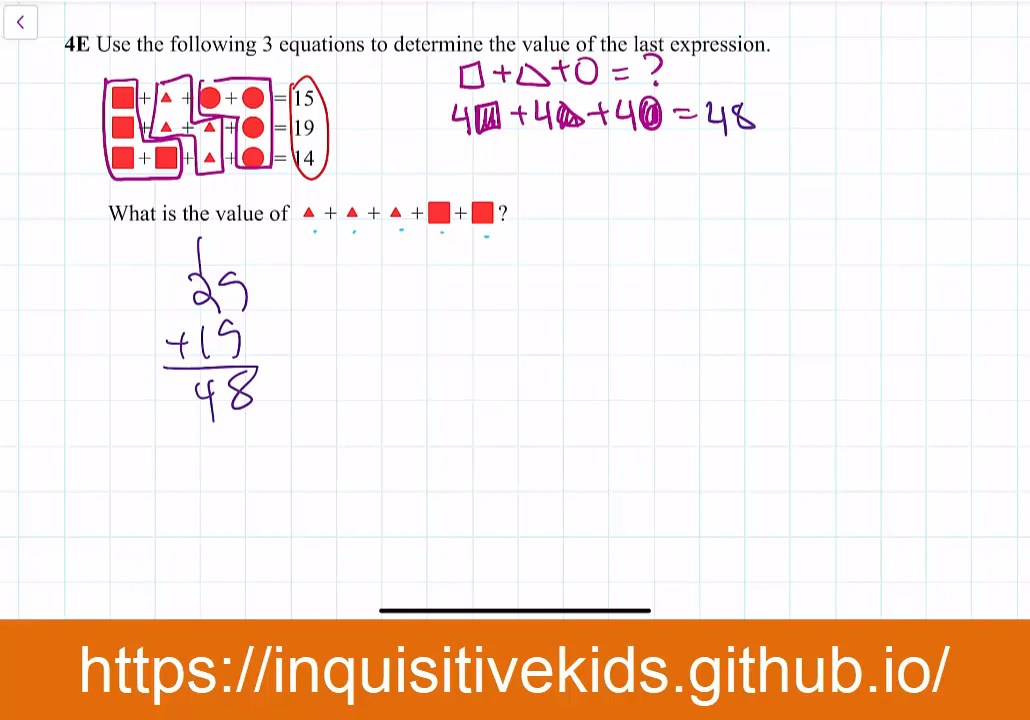 4E Use the following 3 equations to determine the value of the last expression.
□ + △ + ○ = ?
■ + ▲ + ● + ● = 15
4■ + 4▲ + 4● = 48
■ + ▲ + ▲ + ● = 19
■ + ■ + ▲ + ● = 14
What is the value of ▲ + ▲ + ▲ + ■ + ■ ?
1
29
+19
48
https://inquisitivekids.github.io/